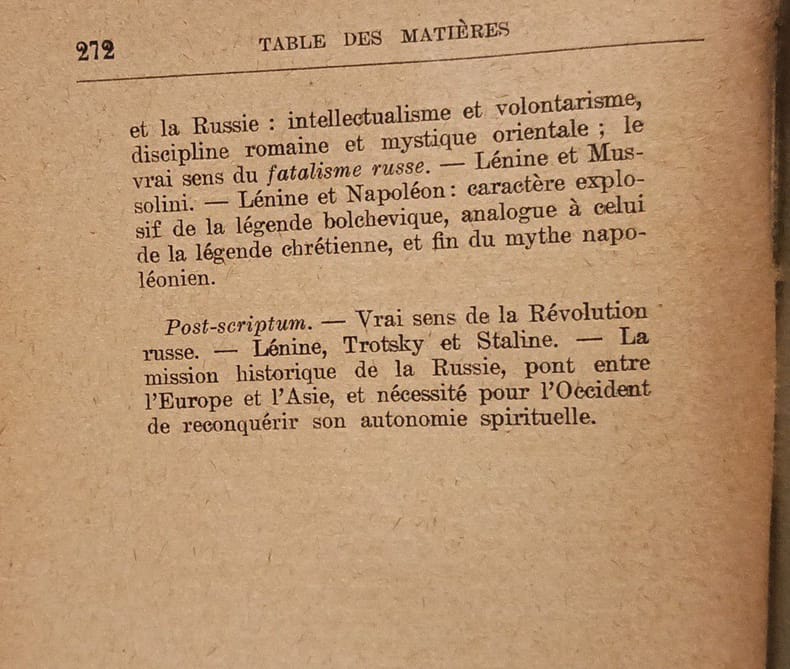 272
TABLE DES MATIÈRES
et la Russie : intellectualisme et volontarisme,
discipline romaine et mystique orientale ; le
vrai sens du fatalisme russe. — Lénine et Mus-
solini. — Lénine et Napoléon : caractère explo-
sif de la légende bolchevique, analogue à celui
de la légende chrétienne, et fin du mythe napo-
léonien.
Post-scriptum. — Vrai sens de la Révolution
russe. — Lénine, Trotsky et Staline. — La
mission historique de la Russie, pont entre
l'Europe et l'Asie, et nécessité pour l'Occident
de reconquérir son autonomie spirituelle.